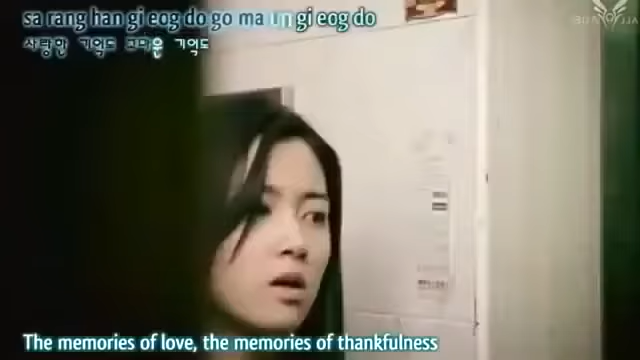 sa rang han gi eog do go ma un gi eog do
사랑한 기억도 고마운 기억도
The memories of love, the memories of thankfulness